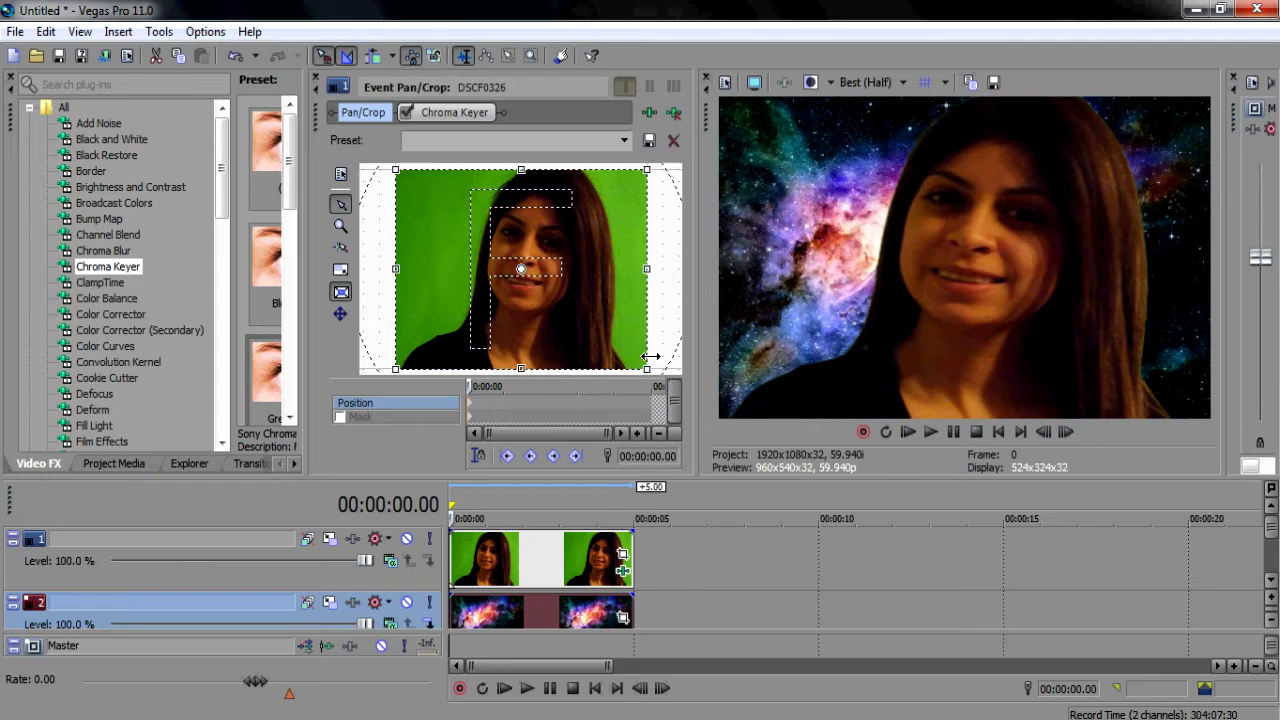 Untitled * - Vegas Pro 11.0
File Edit View Insert Tools Options Help
Search plug-ins
Preset:
All
Add Noise
Black and White
Black Restore
Border
Brightness and Contrast
Broadcast Colors
Bump Map
Channel Blend
Chroma Blur
Chroma Keyer
ClampTime
Color Balance
Color Corrector
Color Corrector (Secondary)
Color Curves
Convolution Kernel
Cookie Cutter
Defocus
Deform
Fill Light
Film Effects
Sony Chroma
Description: F
Video FX Project Media Explorer Transiti
1 Event Pan/Crop: DSCF0326
Pan/Crop Chroma Keyer
Preset:
0:00:00 00:
Position
Mask
00:00:00.00
Best (Half)
Project: 1920x1080x32, 59.940i
Preview: 960x540x32, 59.940p
Frame: 0
Display: 524x324x32
M
+5.00
00:00:00.00
0:00:00 00:00:05 00:00:10 00:00:15 00:00:20
1
Level: 100.0 %
2
Level: 100.0 %
Master
-Inf.
Rate: 0.00
00:00:00.00
Record Time (2 channels): 304:07:30